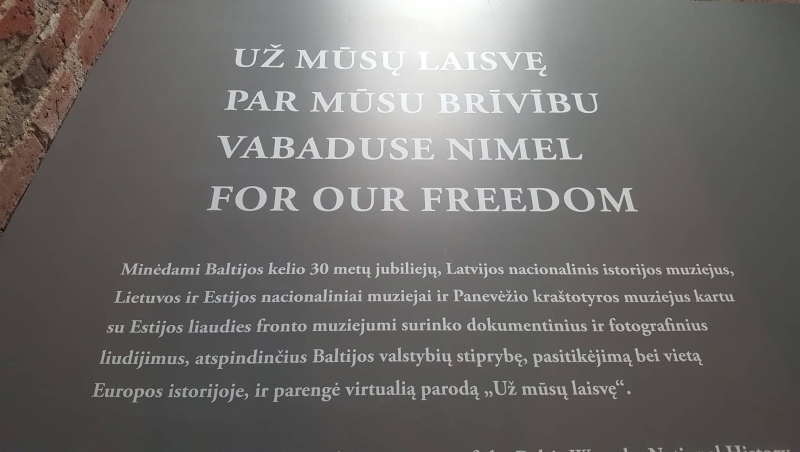 UŽ MŪSŲ LAISVĘ
PAR MŪSU BRĪVĪBU
VABADUSE NIMEL
FOR OUR FREEDOM
Minėdami Baltijos kelio 30 metų jubiliejų, Latvijos nacionalinis istorijos muziejus,
Lietuvos ir Estijos nacionaliniai muziejai ir Panevėžio kraštotyros muziejus kartu
su Estijos liaudies fronto muziejumi surinko dokumentinius ir fotografinius
liudijimus, atspindinčius Baltijos valstybių stiprybę, pasitikėjimą bei vietą
Europos istorijoje, ir parengė virtualią parodą „Už mūsų laisvę“.
National History